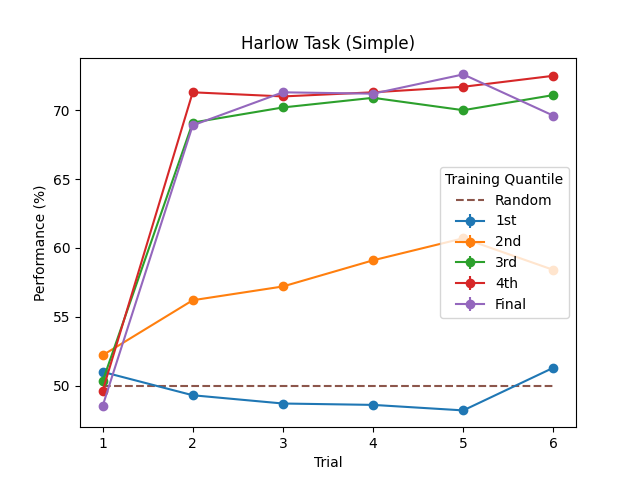 Harlow Task (Simple)
Performance (%)
70
65
60
55
50
1 2 3 4 5 6
Trial
Training Quantile
Random
1st
2nd
3rd
4th
Final